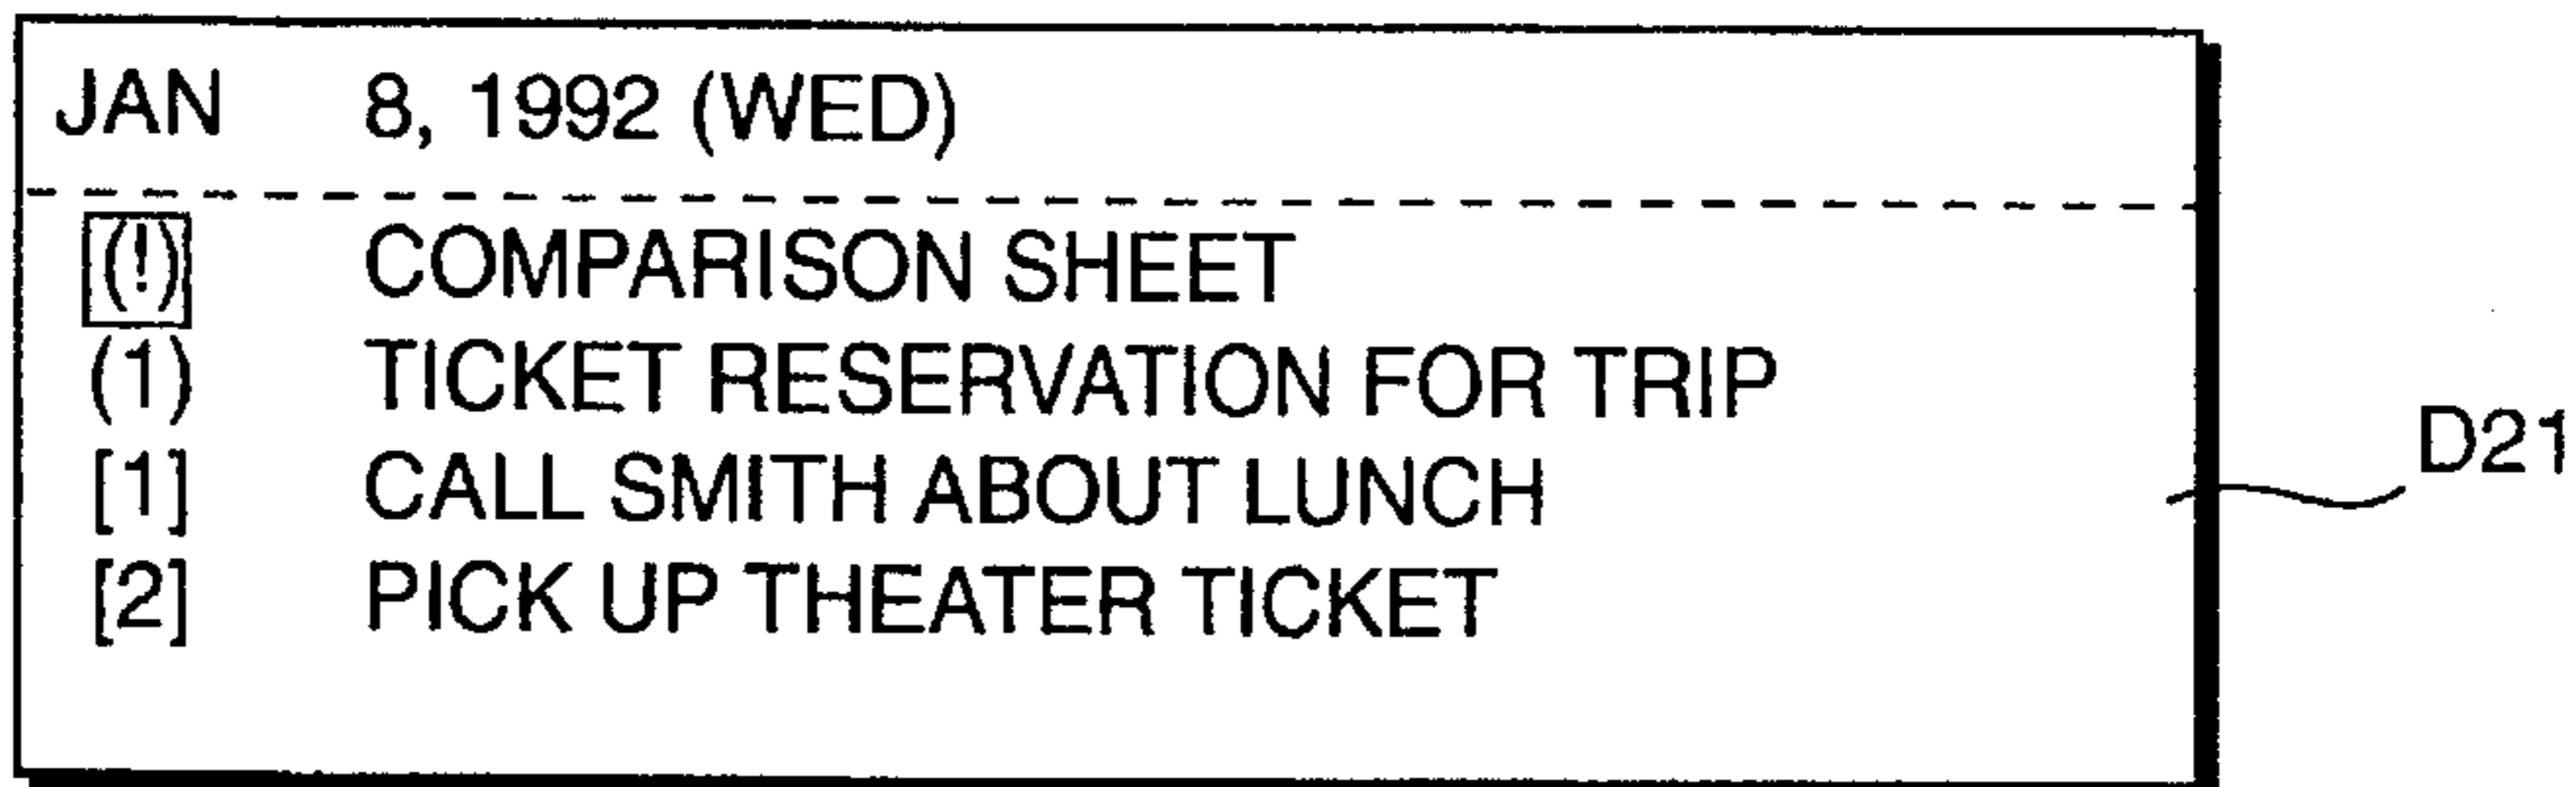 JAN 8, 1992 (WED)
(!) COMPARISON SHEET
(1) TICKET RESERVATION FOR TRIP
[1] CALL SMITH ABOUT LUNCH
[2] PICK UP THEATER TICKET
D21